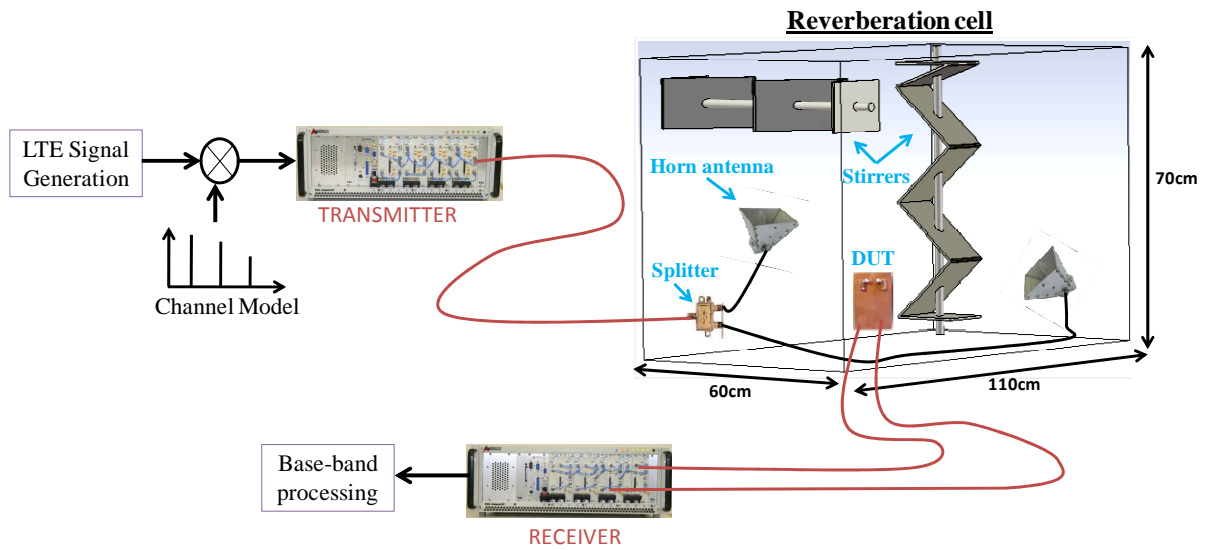 Reverberation cell
LTE Signal
Generation
TRANSMITTER
Channel Model
Horn antenna
Splitter
Stirrers
DUT
70cm
60cm
110cm
Base-band
processing
RECEIVER